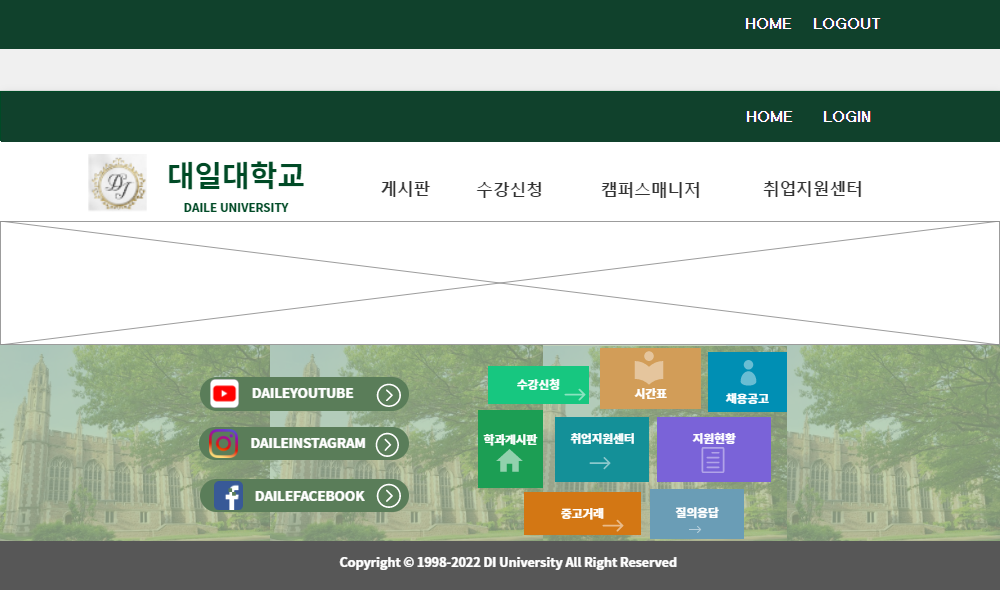 HOME LOGOUT
HOME LOGIN
DJ
대일대학교
DAILE UNIVERSITY
게시판 수강신청 캠퍼스매니저 취업지원센터
DAILEYOUTUBE
DAILEINSTAGRAM
DAILEFACEBOOK
수강신청
시간표
채용공고
학과게시판
취업지원센터
지원현황
중고거래
질의응답
Copyright © 1998-2022 DI University All Right Reserved